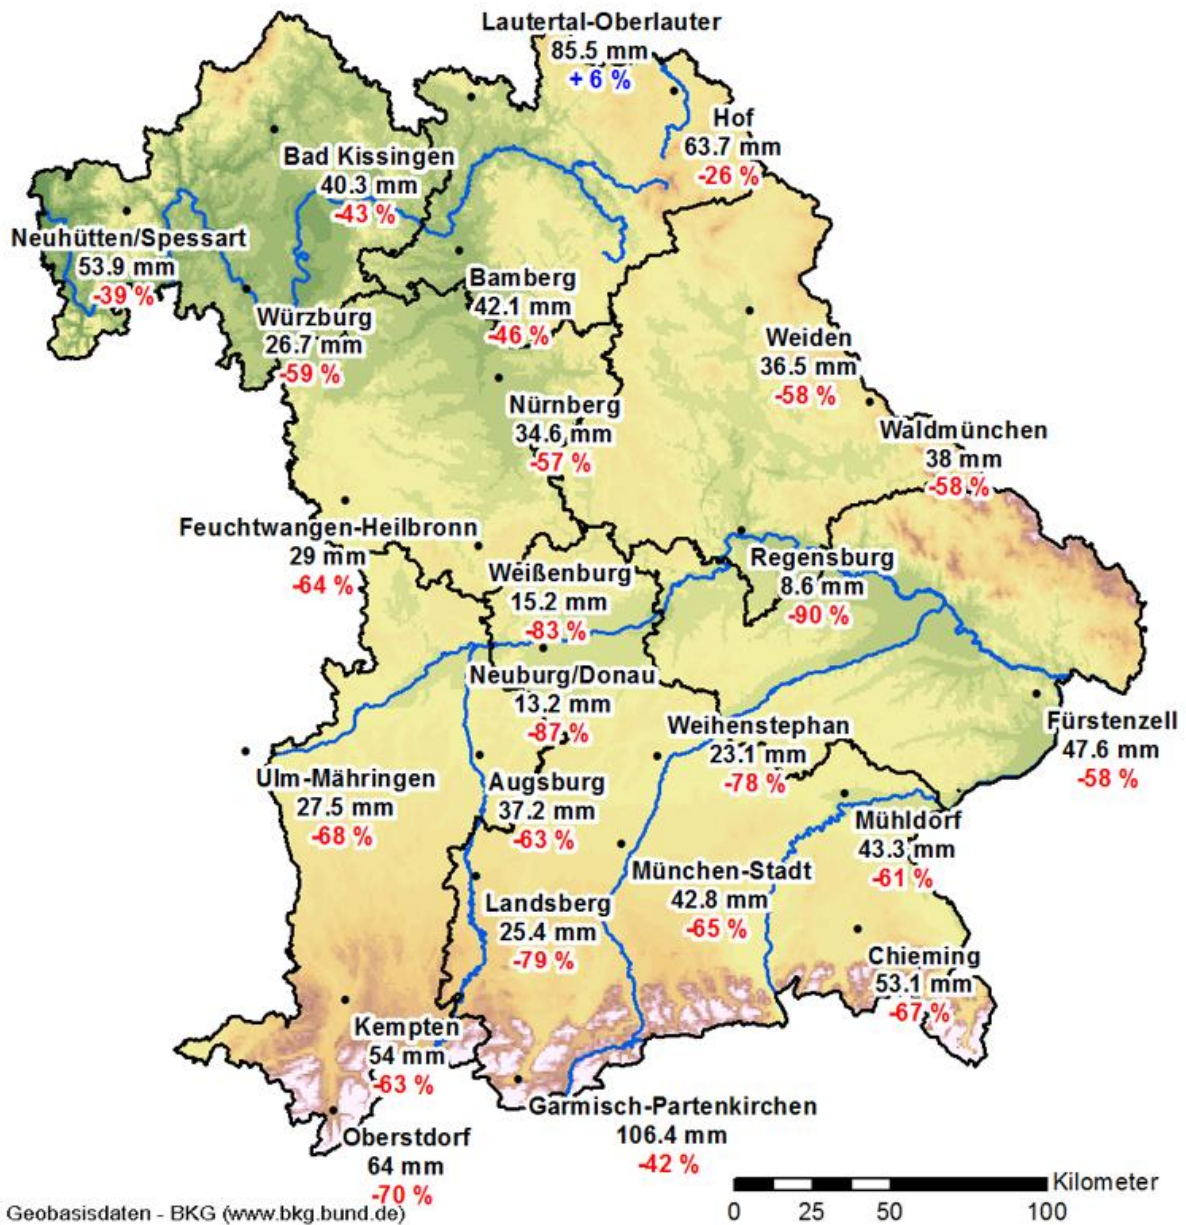 Lautertal-Oberlauter
85.5 mm
+ 6 %
Hof
63.7 mm
-26 %
Bad Kissingen
40.3 mm
-43 %
Neuhütten/Spessart
53.9 mm
-39 %
Bamberg
42.1 mm
-46 %
Würzburg
26.7 mm
-59 %
Weiden
36.5 mm
-58 %
Nürnberg
34.6 mm
-57 %
Waldmünchen
38 mm
-58 %
Feuchtwangen-Heilbronn
29 mm
-64 %
Regensburg
8.6 mm
-90 %
Weißenburg
15.2 mm
-83 %
Neuburg/Donau
13.2 mm
-87 %
Weihenstephan
23.1 mm
-78 %
Fürstenzell
47.6 mm
-58 %
Ulm-Mähringen
27.5 mm
-68 %
Augsburg
37.2 mm
-63 %
Mühldorf
43.3 mm
-61 %
München-Stadt
42.8 mm
-65 %
Landsberg
25.4 mm
-79 %
Chieming
53.1 mm
-67 %
Kempten
54 mm
-63 %
Garmisch-Partenkirchen
106.4 mm
-42 %
Oberstdorf
64 mm
-70 %
Kilometer
0 25 50 100
Geobasisdaten - BKG (www.bkg.bund.de)